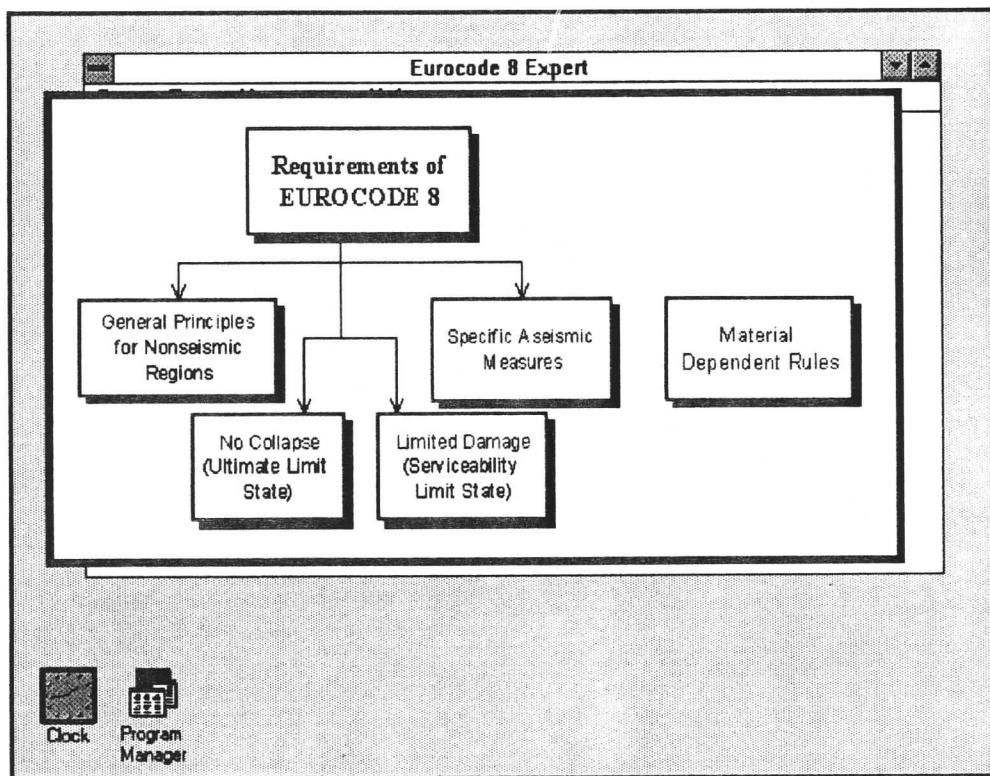 Eurocode 8 Expert
Requirements of
EUROCODE 8
General Principles
for Nonseismic
Regions
Specific Aseismic
Measures
Material
Dependent Rules
No Collapse
(Ultimate Limit
State)
Limited Damage
(Serviceability
Limit State)
Clock
Program
Manager